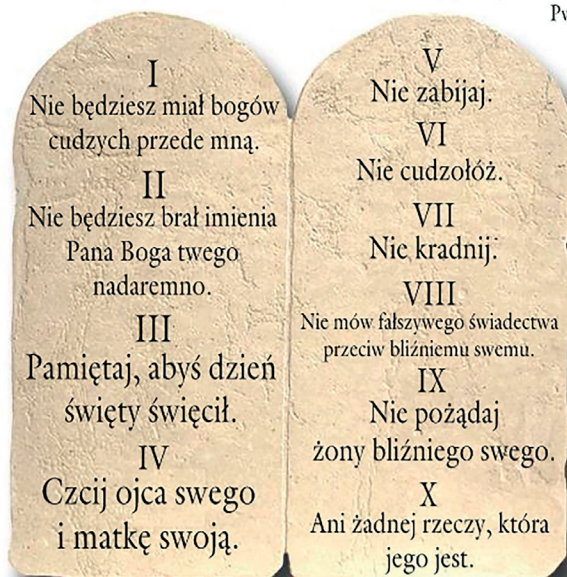 Pw
I
Nie będziesz miał bogów
cudzych przede mną.
II
Nie będziesz brał imienia
Pana Boga twego
nadaremno.
III
Pamiętaj, abyś dzień
święty święcił.
IV
Czcij ojca swego
i matkę swoją.
V
Nie zabijaj.
VI
Nie cudzołóż.
VII
Nie kradnij.
VIII
Nie mów fałszywego świadectwa
przeciw bliźniemu swemu.
IX
Nie pożądaj
żony bliźniego swego.
X
Ani żadnej rzeczy, która
jego jest.